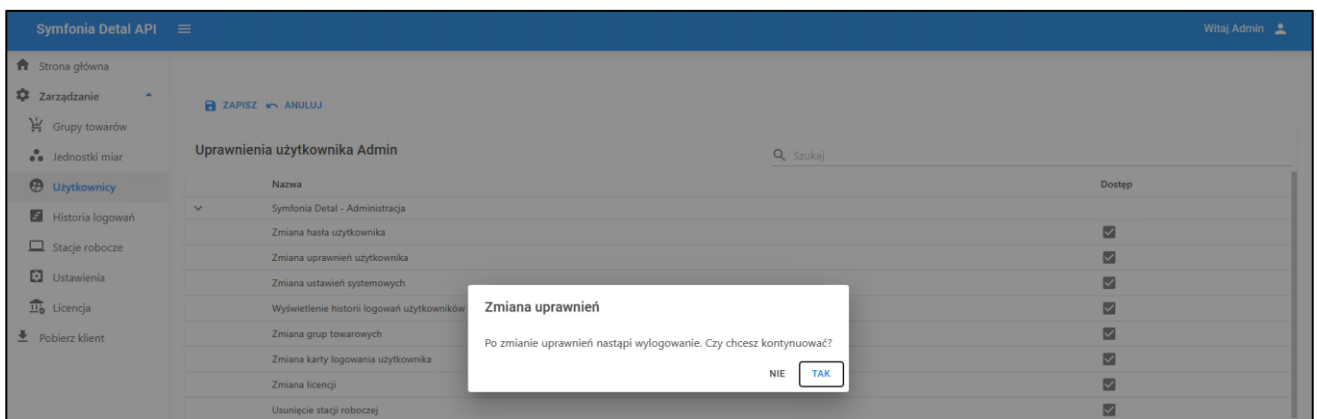 Symfonia Detal API
Witaj Admin
Strona główna
Zarządzanie
ZAPISZ ANULUJ
Grupy towarów
Jednostki miar
Użytkownicy
Historia logowań
Stacje robocze
Ustawienia
Licencja
Pobierz klient
Uprawnienia użytkownika Admin
Szukaj
Nazwa Dostęp
Symfonia Detal - Administracja
Zmiana hasła użytkownika
Zmiana uprawnień użytkownika
Zmiana ustawień systemowych
Wyświetlenie historii logowań użytkowników
Zmiana grup towarowych
Zmiana karty logowania użytkownika
Zmiana licencji
Usunięcie stacji roboczej
Zmiana uprawnień
Po zmianie uprawnień nastąpi wylogowanie. Czy chcesz kontynuować?
NIE TAK